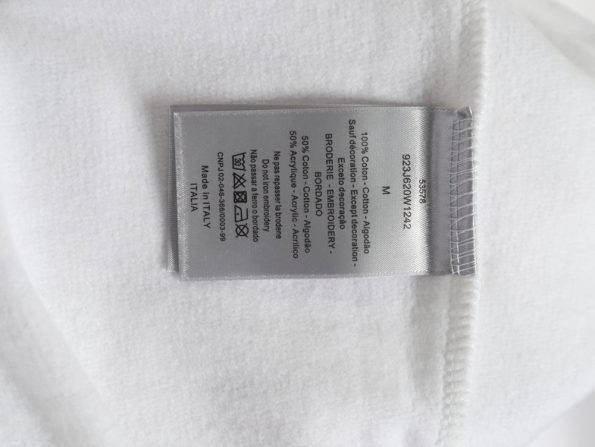 53578
923J620W1242
M
100% Coton - Cotton - Algodão
Sauf décoration - Except decoration -
Exceto decoração
BRODERIE - EMBROIDERY -
BORDADO
50% Coton - Cotton - Algodão
50% Acrylique - Acrylic - Acrílico
Ne pas repasser la broderie
Do not iron embroidery
Não passar a ferro o bordado
30
CNPJ 02-045-366/0003-99
Made in ITALY
ITALIA